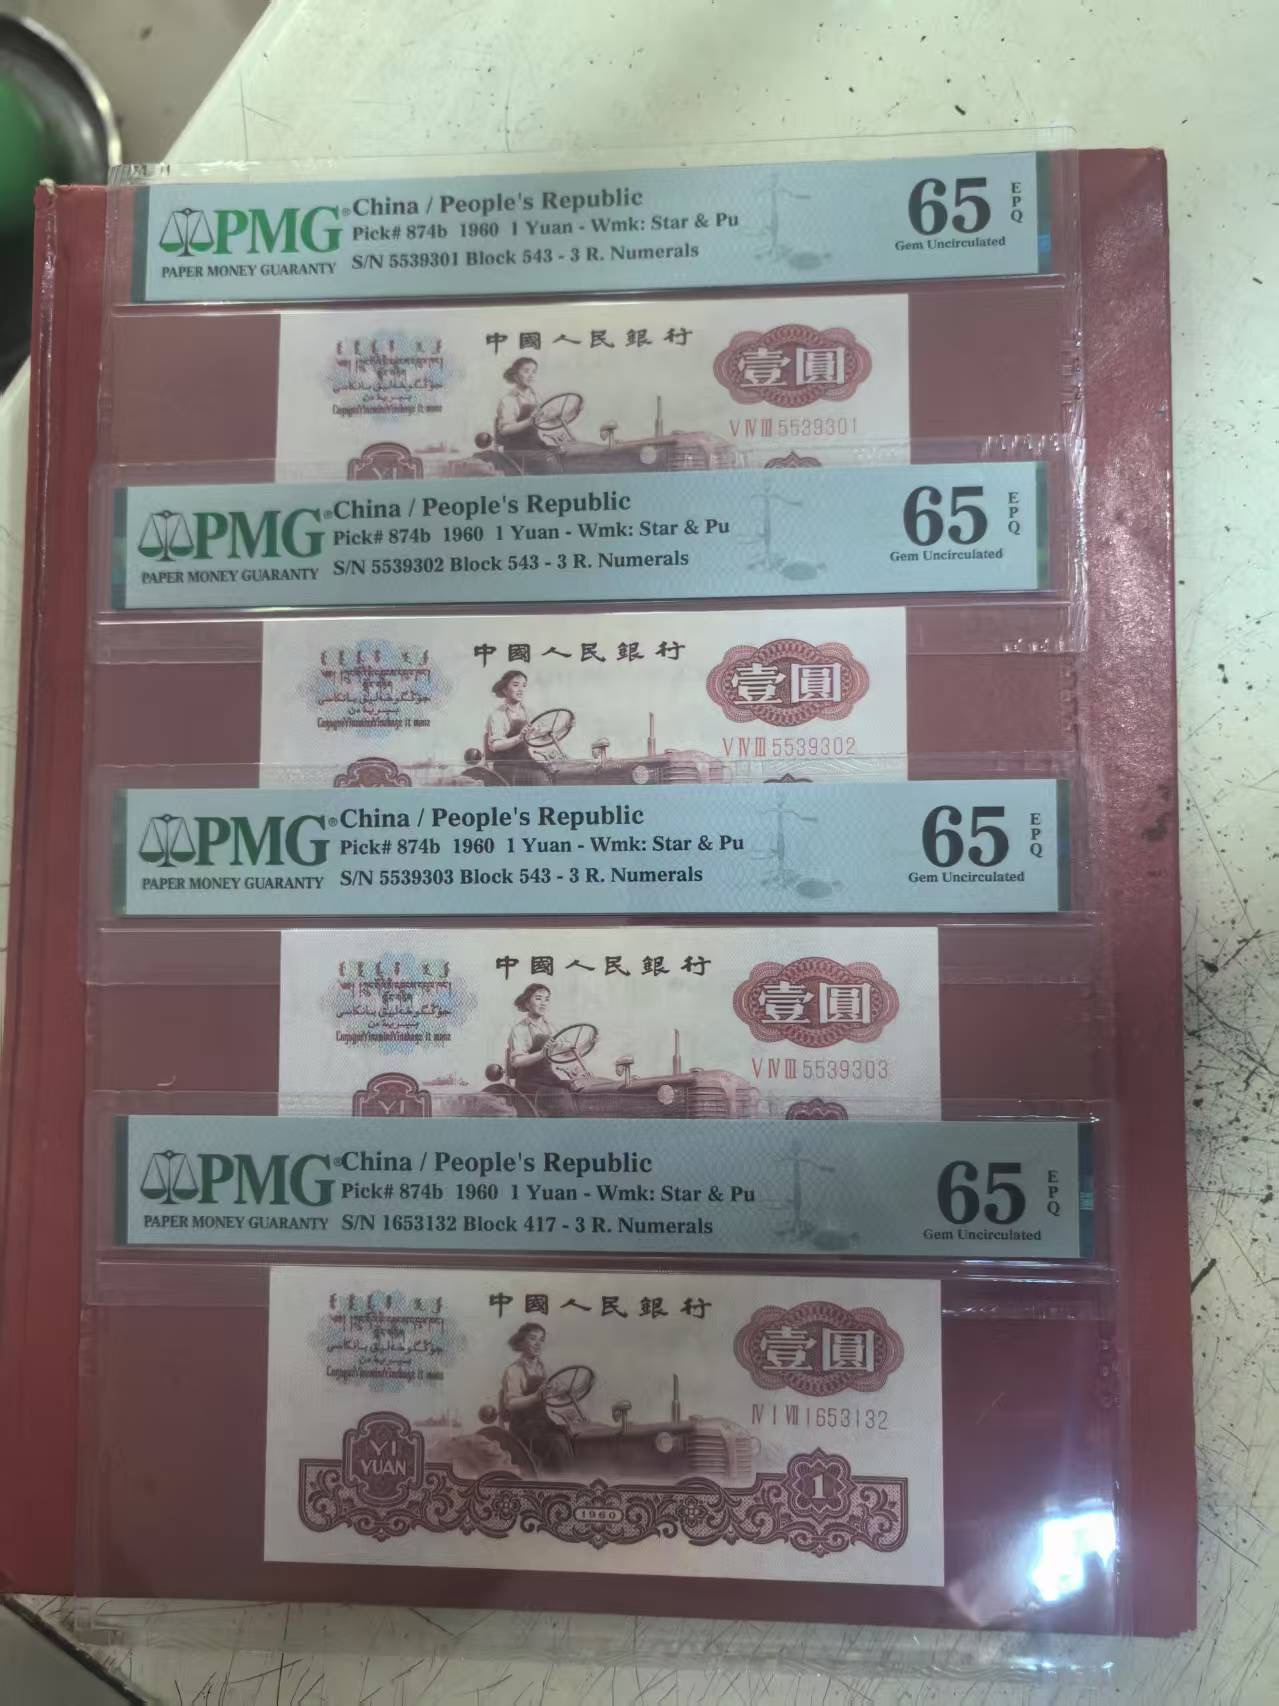 PMG®
PAPER MONEY GUARANTY
China / People's Republic
Pick# 874b 1960 1 Yuan - Wmk: Star & Pu
S/N 5539301 Block 543 - 3 R. Numerals
65
EPQ
Gem Uncirculated
中國人民銀行
壹圓
V Ⅳ Ⅲ 5539301
YI
PMG®
PAPER MONEY GUARANTY
China / People's Republic
Pick# 874b 1960 1 Yuan - Wmk: Star & Pu
S/N 5539302 Block 543 - 3 R. Numerals
65
EPQ
Gem Uncirculated
中國人民銀行
壹圓
V Ⅳ Ⅲ 5539302
PMG®
PAPER MONEY GUARANTY
China / People's Republic
Pick# 874b 1960 1 Yuan - Wmk: Star & Pu
S/N 5539303 Block 543 - 3 R. Numerals
65
EPQ
Gem Uncirculated
中國人民銀行
壹圓
V Ⅳ Ⅲ 5539303
YI
PMG®
PAPER MONEY GUARANTY
China / People's Republic
Pick# 874b 1960 1 Yuan - Wmk: Star & Pu
S/N 1653132 Block 417 - 3 R. Numerals
65
EPQ
Gem Uncirculated
中國人民銀行
壹圓
Ⅳ Ⅰ Ⅶ 1653132
YI
YUAN
1
1960